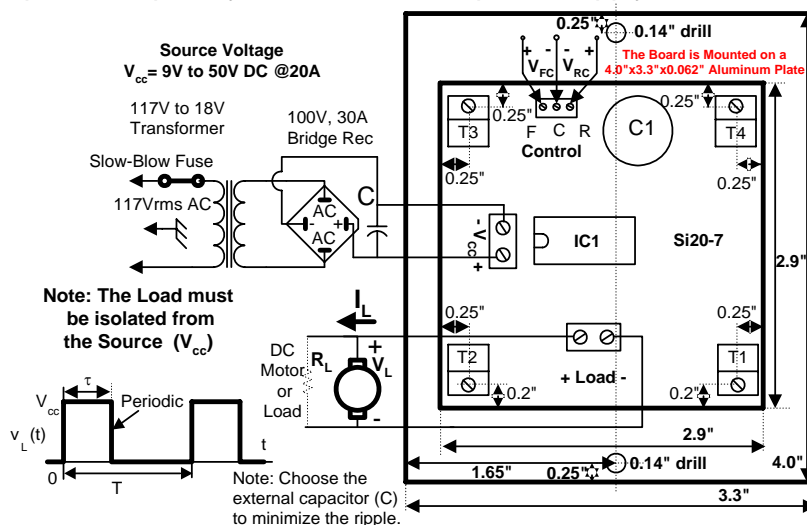 0.25"
0.14" drill
Source Voltage
Vcc= 9V to 50V DC @20A
+ - - +
VFC VRC
The Board is Mounted on a
4.0"x3.3"x0.062" Aluminum Plate
117V to 18V
Transformer
100V, 30A
Bridge Rec
T3
0.25"
F C R
Control
C1
0.25"
T4
Slow-Blow Fuse
0.25"
0.25"
117Vrms AC
AC
- +
AC
C
- Vcc +
IC1
Si20-7
2.9"
Note: The Load must
be isolated from
the Source (Vcc)
IL
0.25"
0.25"
DC
Motor
or
Load
RL
+
VL
-
T2
+ Load -
T1
0.2"
0.2"
τ
Vcc
Periodic
vL(t)
t
0
T
2.9"
1.65"
0.25"
0.14" drill
4.0"
3.3"
Note: Choose the
external capacitor (C)
to minimize the ripple.